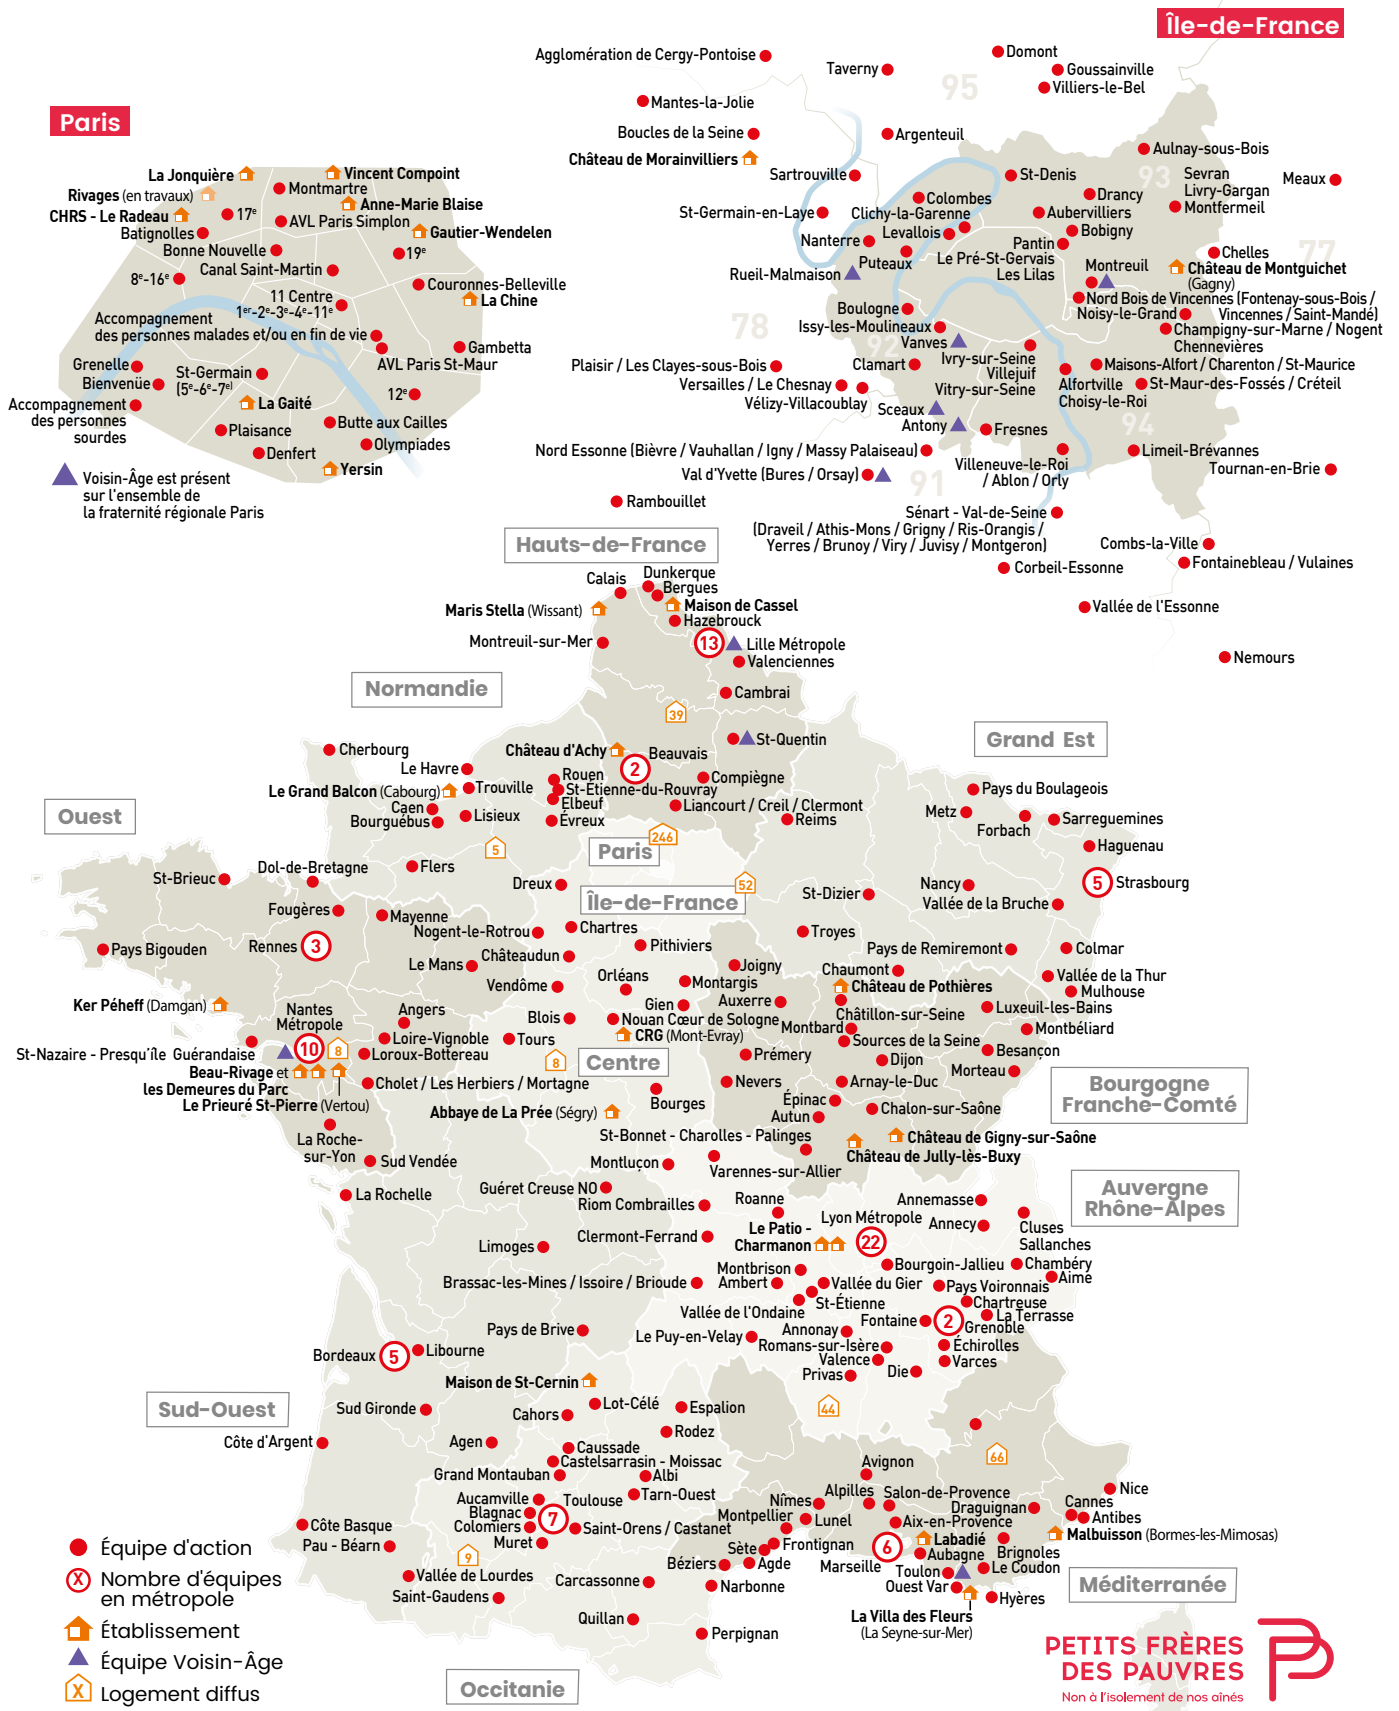 Île-de-France
Domont
Agglomération de Cergy-Pontoise
Taverny
Goussainville
Villiers-le-Bel
95
Mantes-la-Jolie
Paris
Boucles de la Seine
Argenteuil
Château de Morainvilliers
Aulnay-sous-Bois
93
Sevran
Livry-Gargan
Montfermeil
Meaux
Sartrouville
St-Denis
Drancy
Colombes
St-Germain-en-Laye
Clichy-la-Garenne
Aubervilliers
Levallois
Bobigny
Nanterre
Pantin
Le Pré-St-Gervais
Les Lilas
Chelles
77
Puteaux
Rueil-Malmaison
Montreuil
Château de Montguichet
(Gagny)
Nord Bois de Vincennes (Fontenay-sous-Bois /
Vincennes / Saint-Mandé)
Boulogne
Noisy-le-Grand
78
Issy-les-Moulineaux
Vanves
92
Champigny-sur-Marne / Nogent
Chennevières
Ivry-sur-Seine
Villejuif
Vitry-sur-Seine
Plaisir / Les Clayes-sous-Bois
Clamart
Maisons-Alfort / Charenton / St-Maurice
Versailles / Le Chesnay
Vélizy-Villacoublay
Alfortville
Choisy-le-Roi
St-Maur-des-Fossés / Créteil
Sceaux
Antony
Fresnes
94
Nord Essonne (Bièvre / Vauhallan / Igny / Massy Palaiseau)
Limeil-Brévannes
Villeneuve-le-Roi
/ Ablon / Orly
Tournan-en-Brie
Val d'Yvette (Bures / Orsay)
91
Rambouillet
Sénart - Val-de-Seine
(Draveil / Athis-Mons / Grigny / Ris-Orangis /
Yerres / Brunoy / Viry / Juvisy / Montgeron)
Combs-la-Ville
Fontainebleau / Vulaines
Corbeil-Essonne
Vallée de l'Essonne
Nemours
La Jonquière
Vincent Compoint
Rivages (en travaux)
Montmartre
Anne-Marie Blaise
CHRS - Le Radeau
17e
AVL Paris Simplon
Batignolles
Gautier-Wendelen
Bonne Nouvelle
19e
Canal Saint-Martin
8e-16e
Couronnes-Belleville
11 Centre
1er-2e-3e-4e-11e
La Chine
Accompagnement
des personnes malades et/ou en fin de vie
Gambetta
AVL Paris St-Maur
Grenelle
Bienvenüe
St-Germain
(5e-6e-7e)
12e
Accompagnement
des personnes
sourdes
La Gaité
Plaisance
Butte aux Cailles
Denfert
Olympiades
Yersin
Voisin-Âge est présent
sur l'ensemble de
la fraternité régionale Paris
Hauts-de-France
Dunkerque
Calais
Bergues
Maris Stella (Wissant)
Maison de Cassel
Hazebrouck
Montreuil-sur-Mer
13
Lille Métropole
Valenciennes
Cambrai
39
St-Quentin
Château d'Achy
Beauvais
2
Compiègne
Liancourt / Creil / Clermont
Normandie
Cherbourg
Le Havre
Le Grand Balcon (Cabourg)
Trouville
Rouen
St-Étienne-du-Rouvray
Elbeuf
Caen
Bourguébus
Lisieux
Évreux
5
Flers
Grand Est
Pays du Boulageois
Metz
Forbach
Sarreguemines
Reims
Haguenau
Nancy
5
Strasbourg
St-Dizier
Vallée de la Bruche
Troyes
Pays de Remiremont
Colmar
Chaumont
Vallée de la Thur
Mulhouse
Ouest
St-Brieuc
Dol-de-Bretagne
Fougères
Mayenne
Rennes
3
Pays Bigouden
Le Mans
Ker Péheff (Damgan)
Nantes
Métropole
10
8
Angers
Loire-Vignoble
Loroux-Bottereau
St-Nazaire - Presqu'île Guérandaise
Beau-Rivage et
les Demeures du Parc
Le Prieuré St-Pierre (Vertou)
Cholet / Les Herbiers / Mortagne
La Roche-
sur-Yon
Sud Vendée
Paris
246
Île-de-France
52
Dreux
Nogent-le-Rotrou
Chartres
Châteaudun
Pithiviers
Vendôme
Orléans
Montargis
Blois
Gien
Nouan Cœur de Sologne
Tours
CRG (Mont-Evray)
8
Centre
Abbaye de La Prée (Ségry)
Bourges
Joigny
Auxerre
Château de Pothières
Châtillon-sur-Seine
Luxeuil-les-Bains
Montbard
Sources de la Seine
Montbéliard
Prémery
Dijon
Besançon
Morteau
Nevers
Arnay-le-Duc
Épinac
Autun
Chalon-sur-Saône
Bourgogne
Franche-Comté
St-Bonnet - Charolles - Palinges
Château de Gigny-sur-Saône
Château de Jully-lès-Buxy
Montluçon
Varennes-sur-Allier
Auvergne
Rhône-Alpes
La Rochelle
Guéret Creuse NO
Riom Combrailles
Roanne
Annemasse
Lyon Métropole
Annecy
Cluses
Sallanches
Clermont-Ferrand
Le Patio -
Charmanon
22
Limoges
Montbrison
Bourgoin-Jallieu
Chambéry
Aime
Brassac-les-Mines / Issoire / Brioude
Ambert
Vallée du Gier
Pays Voironnais
Vallée de l'Ondaine
St-Étienne
Chartreuse
La Terrasse
Fontaine
2
Grenoble
Pays de Brive
Le Puy-en-Velay
Annonay
Romans-sur-Isère
Échirolles
Valence
Varces
Privas
Die
44
Bordeaux
5
Libourne
Maison de St-Cernin
Sud-Ouest
Sud Gironde
Cahors
Lot-Célé
Espalion
Côte d'Argent
Agen
Rodez
Caussade
Castelsarrasin - Moissac
Grand Montauban
Albi
Aucamville
Toulouse
Tarn-Ouest
Blagnac
7
Colomiers
Saint-Orens / Castanet
Muret
Côte Basque
Pau - Béarn
9
Vallée de Lourdes
Saint-Gaudens
Carcassonne
Quillan
Perpignan
Occitanie
66
Avignon
Nîmes
Alpilles
Salon-de-Provence
Draguignan
Nice
Cannes
Antibes
Montpellier
Lunel
Aix-en-Provence
Malbuisson (Bormes-les-Mimosas)
Sète
Frontignan
6
Labadié
Aubagne
Brignoles
Béziers
Agde
Marseille
Toulon
Le Coudon
Narbonne
Ouest Var
Hyères
Méditerranée
La Villa des Fleurs
(La Seyne-sur-Mer)
Équipe d'action
X
Nombre d'équipes
en métropole
Établissement
Équipe Voisin-Âge
X
Logement diffus
PETITS FRÈRES
DES PAUVRES
Non à l'isolement de nos aînés